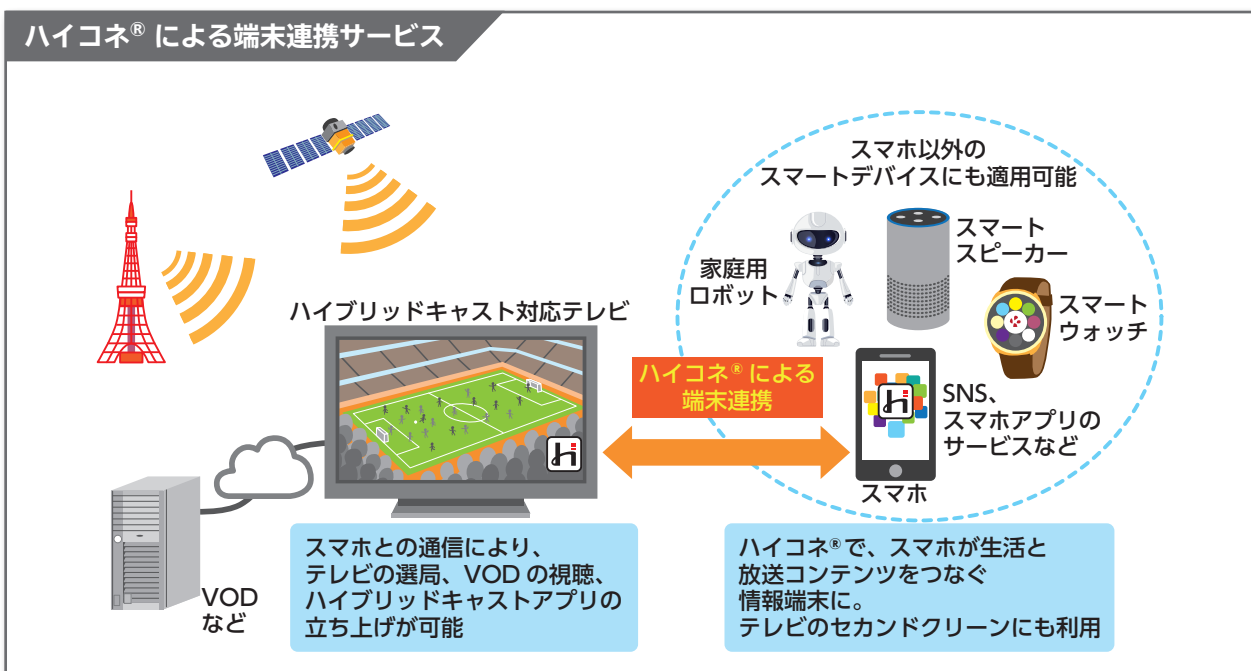 ハイコネ® による端末連携サービス
スマホ以外の
スマートデバイスにも適用可能
スマート
スピーカー
家庭用
ロボット
スマート
ウォッチ
ハイブリッドキャスト対応テレビ
ハイコネ® による
端末連携
SNS、
スマホアプリの
サービスなど
スマホ
VOD
など
スマホとの通信により、
テレビの選局、VOD の視聴、
ハイブリッドキャストアプリの
立ち上げが可能
ハイコネ® で、スマホが生活と
放送コンテンツをつなぐ
情報端末に。
テレビのセカンドクリーンにも利用